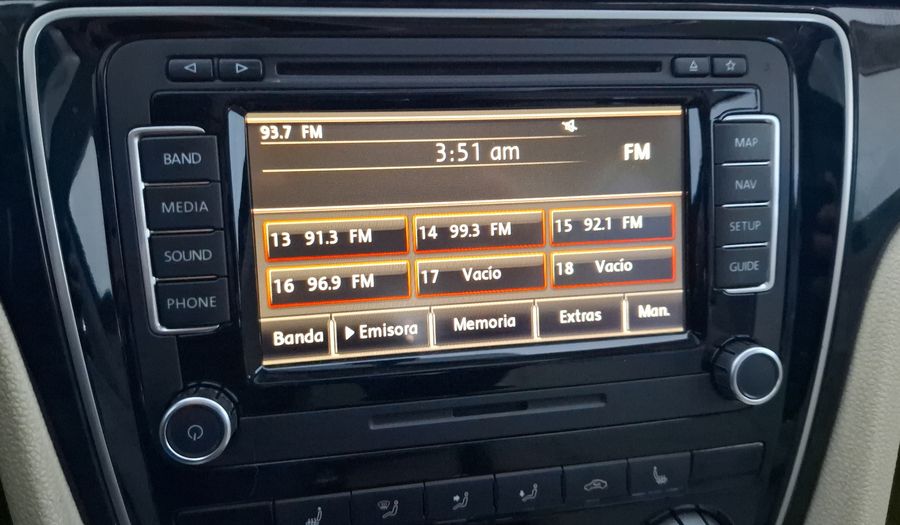 93.7 FM
3:51 am FM
13 91.3 FM 14 99.3 FM 15 92.1 FM
16 96.9 FM 17 Vacío 18 Vacío
Banda Emisora Memoria Extras Man.
BAND
MEDIA
SOUND
PHONE
MAP
NAV
SETUP
GUIDE